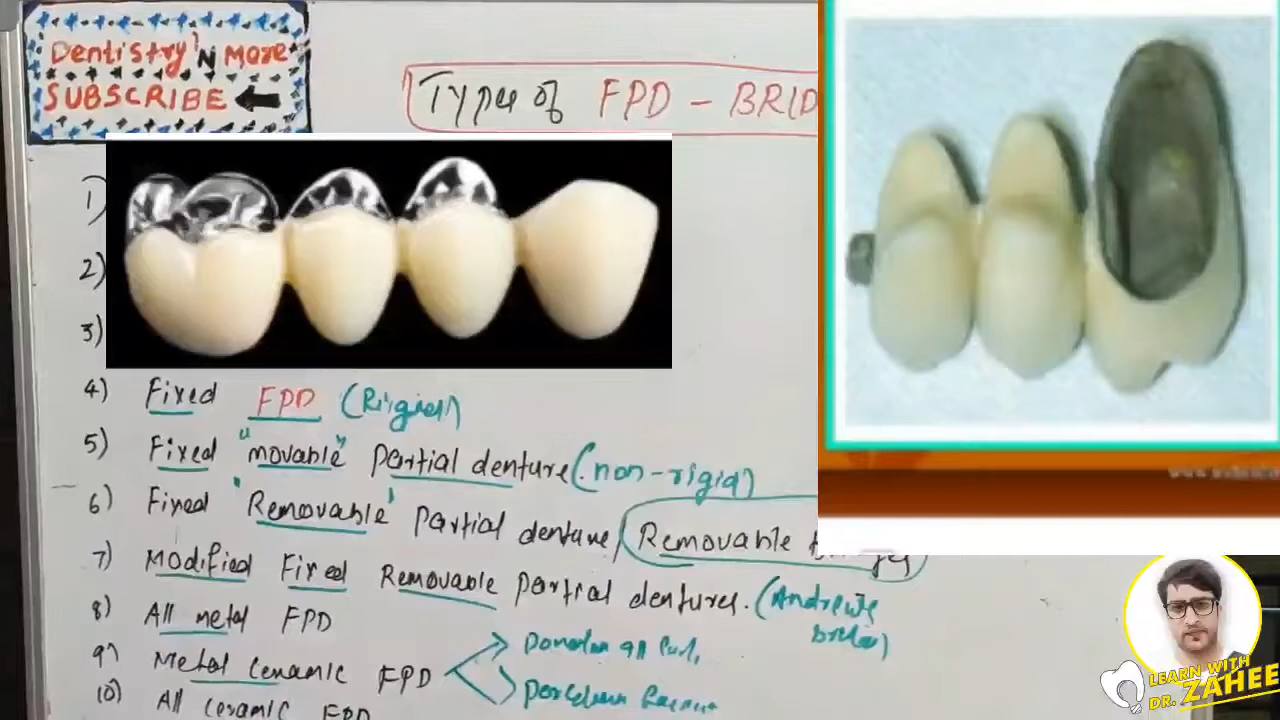 Dentistry 'N More
SUBSCRIBE
Types of FPD - BRID
1)
2)
3)
4) Fixed FPD (Rigid)
5) Fixed "movable" partial denture (non-rigid)
6) Fixed "Removable" partial denture, Removable
7) Modified Fixed Removable partial dentures. (Andrews
8) All metal FPD
9) Metal ceramic FPD
10) All ceramic FPD
LEARN WITH
DR. ZAHEE